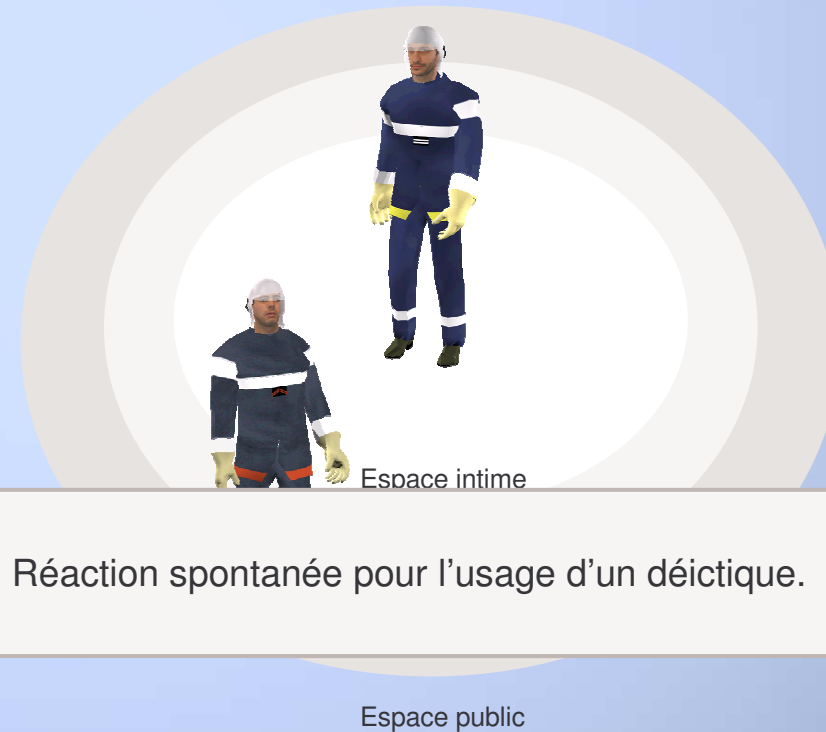 Espace intime
Réaction spontanée pour l’usage d’un déictique.
Espace public